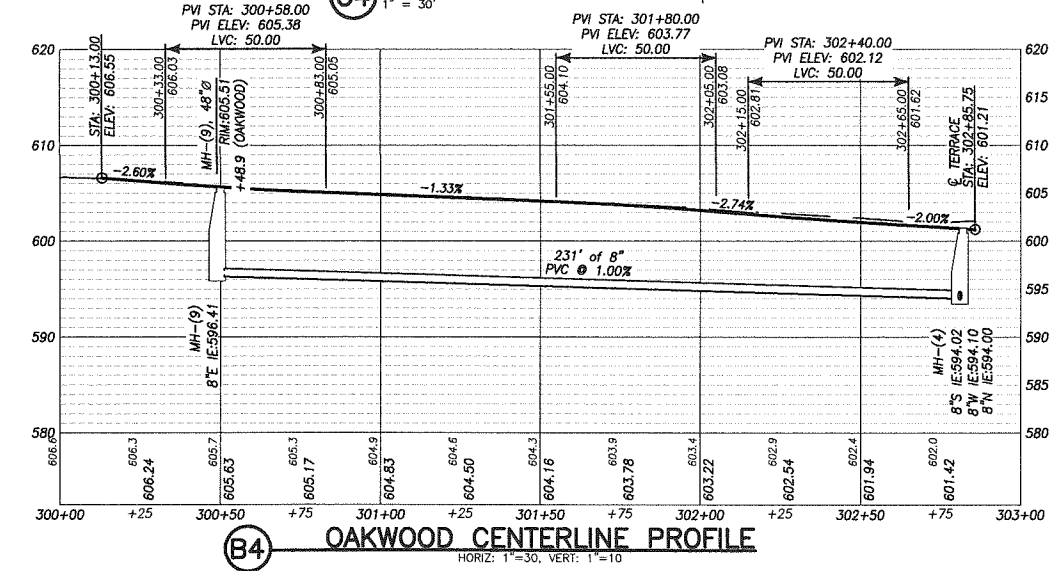 1" = 30'
PVI STA: 300+58.00
PVI ELEV: 605.38
LVC: 50.00
PVI STA: 301+80.00
PVI ELEV: 603.77
LVC: 50.00
PVI STA: 302+40.00
PVI ELEV: 602.12
LVC: 50.00
620
620
615
610
610
605
600
600
595
590
590
585
580
580
STA: 300+13.00
ELEV: 606.55
300+33.00
606.03
MH-(9), 48"Ø
RIM:605.51
+48.9 (OAKWOOD)
300+83.00
605.05
301+55.00
604.10
302+05.00
603.08
302+15.00
602.81
302+65.00
601.62
℄ TERRACE
STA: 302+85.75
ELEV: 601.21
-2.60%
-1.33%
-2.74%
-2.00%
231' of 8"
PVC @ 1.00%
MH-(9)
8"E IE:596.41
MH-(4)
8"S IE:594.02
8"W IE:594.10
8"N IE:594.00
606.6
606.3
606.24
605.7
605.63
605.3
605.17
604.9
604.83
604.6
604.50
604.3
604.16
603.9
603.78
603.4
603.22
602.9
602.54
602.4
601.94
602.0
601.42
300+00 +25 300+50 +75 301+00 +25 301+50 +75 302+00 +25 302+50 +75 303+00
B4 OAKWOOD CENTERLINE PROFILE
HORIZ: 1"=30, VERT: 1"=10